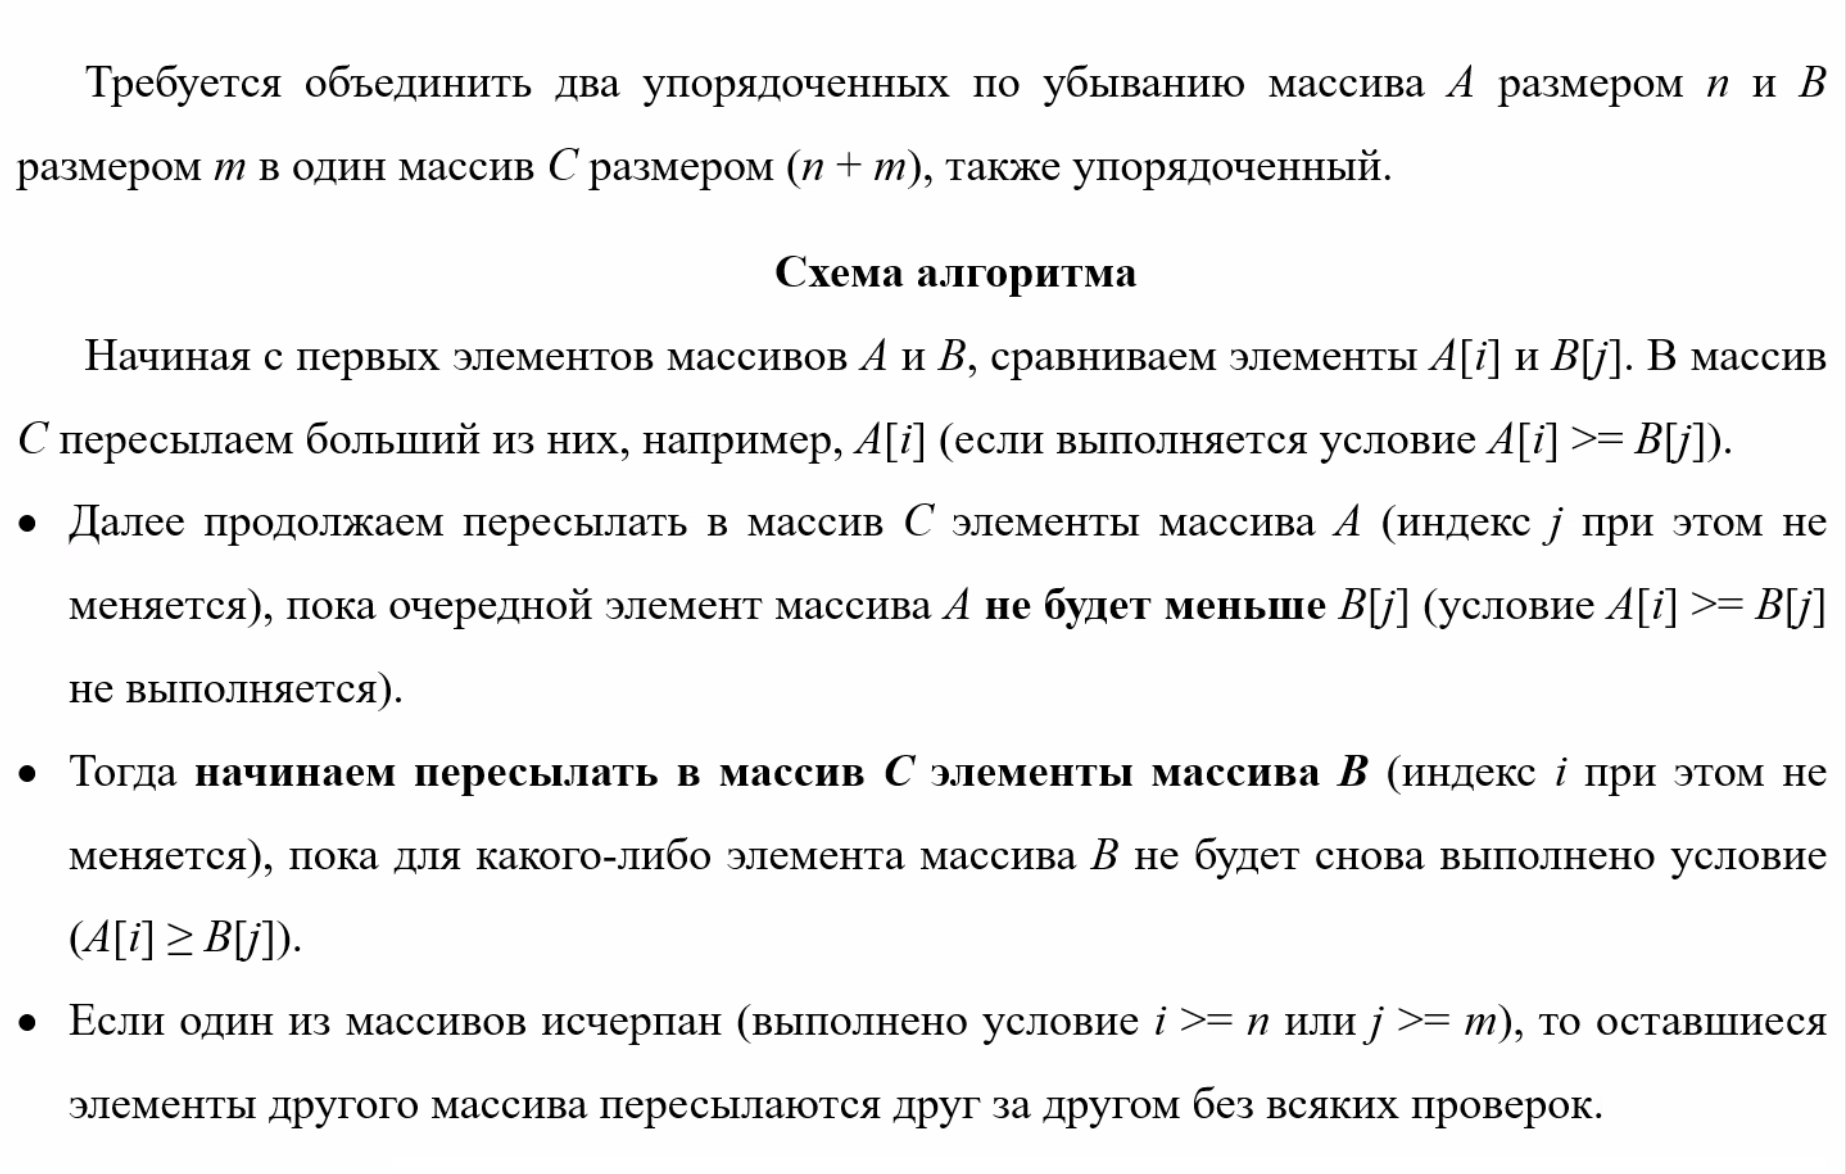 Требуется объединить два упорядоченных по убыванию массива A размером n и B
размером m в один массив C размером (n + m), также упорядоченный.
Схема алгоритма
Начиная с первых элементов массивов A и B, сравниваем элементы A[i] и B[j]. В массив
C пересылаем больший из них, например, A[i] (если выполняется условие A[i] >= B[j]).
• Далее продолжаем пересылать в массив C элементы массива A (индекс j при этом не
меняется), пока очередной элемент массива A не будет меньше B[j] (условие A[i] >= B[j]
не выполняется).
• Тогда начинаем пересылать в массив C элементы массива B (индекс i при этом не
меняется), пока для какого-либо элемента массива B не будет снова выполнено условие
(A[i] ≥ B[j]).
• Если один из массивов исчерпан (выполнено условие i >= n или j >= m), то оставшиеся
элементы другого массива пересылаются друг за другом без всяких проверок.